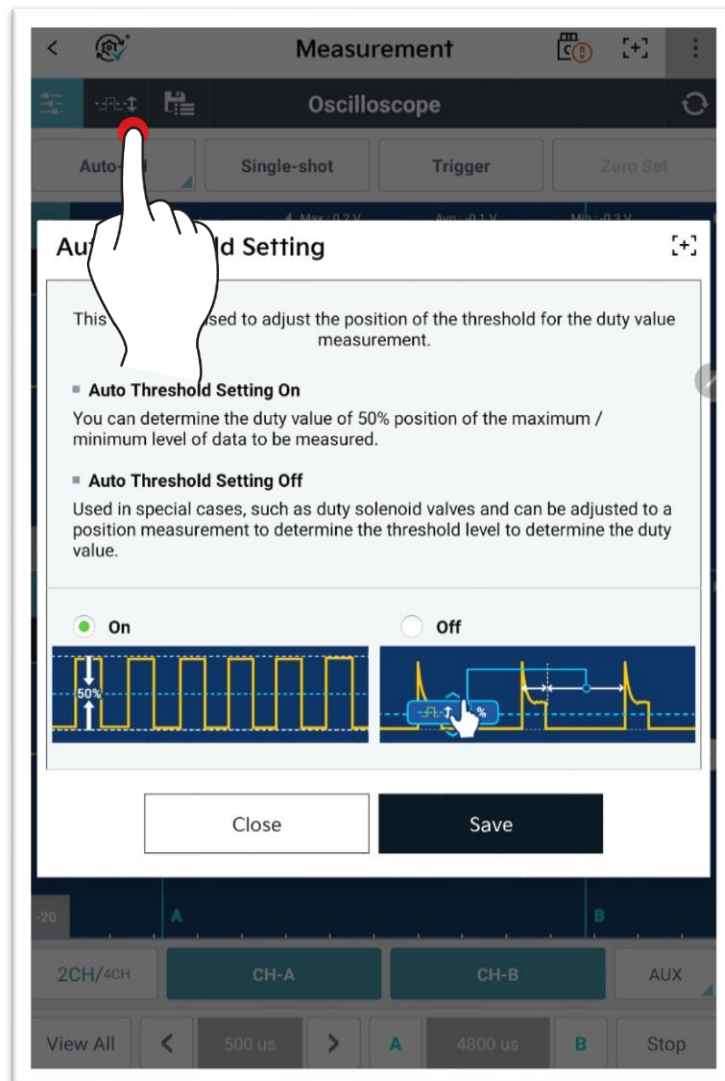 Measurement
Oscilloscope
Single-shot
Trigger
Zero Set
Max : 0.2 V
Avg : -0.1 V
Min : -0.3 V
Setting
This
used to adjust the position of the threshold for the duty value
measurement.
Auto Threshold Setting On
You can determine the duty value of 50% position of the maximum /
minimum level of data to be measured.
Auto Threshold Setting Off
Used in special cases, such as duty solenoid valves and can be adjusted to a
position measurement to determine the threshold level to determine the duty
value.
On
Off
50%
%
Close
Save
-20
A
B
2CH/4CH
CH-A
CH-B
AUX
View All
500 us
A
4800 us
B
Stop